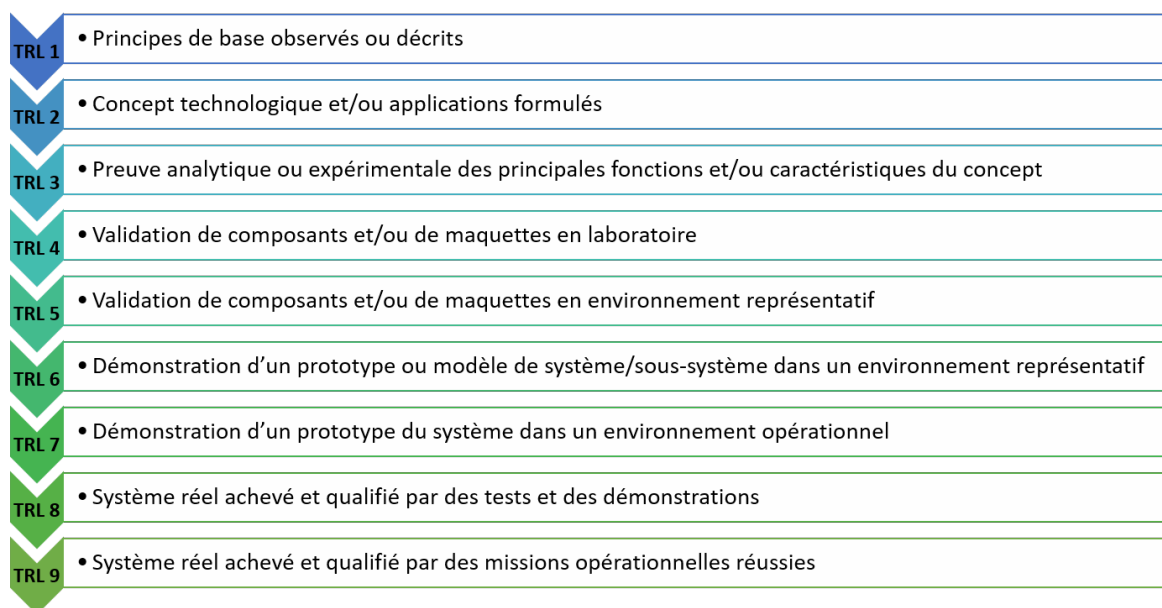 TRL 1 • Principes de base observés ou décrits
TRL 2 • Concept technologique et/ou applications formulés
TRL 3 • Preuve analytique ou expérimentale des principales fonctions et/ou caractéristiques du concept
TRL 4 • Validation de composants et/ou de maquettes en laboratoire
TRL 5 • Validation de composants et/ou de maquettes en environnement représentatif
TRL 6 • Démonstration d’un prototype ou modèle de système/sous-système dans un environnement représentatif
TRL 7 • Démonstration d’un prototype du système dans un environnement opérationnel
TRL 8 • Système réel achevé et qualifié par des tests et des démonstrations
TRL 9 • Système réel achevé et qualifié par des missions opérationnelles réussies